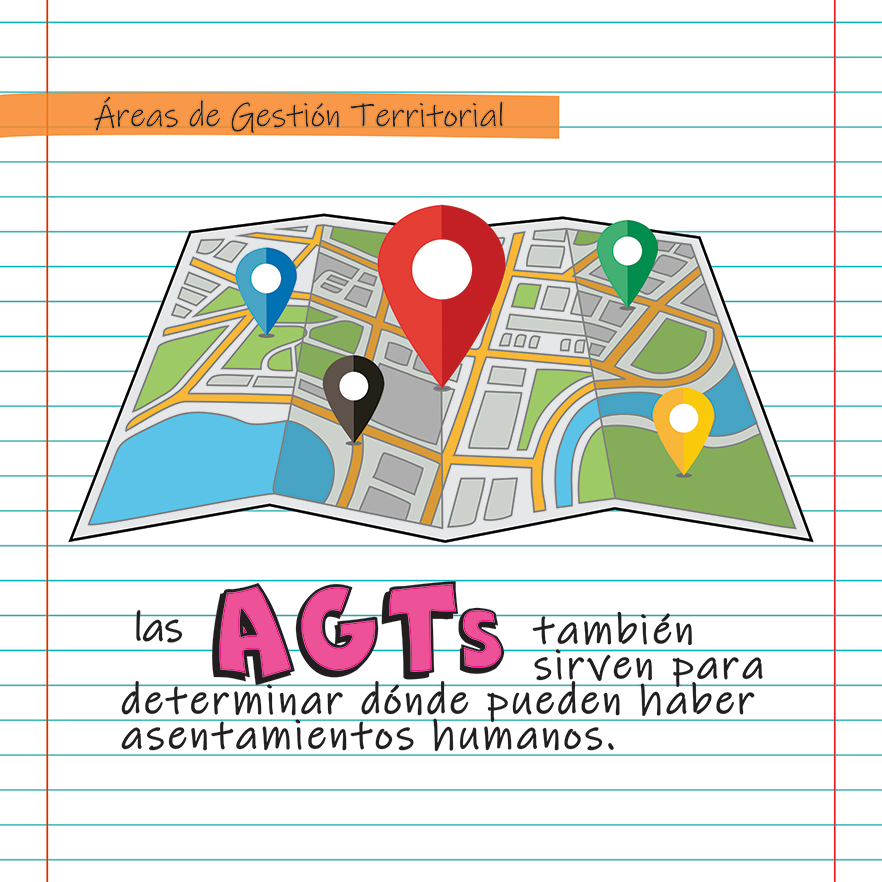 Áreas de Gestión Territorial
las AGTs también
sirven para
determinar dónde pueden haber
asentamientos humanos.